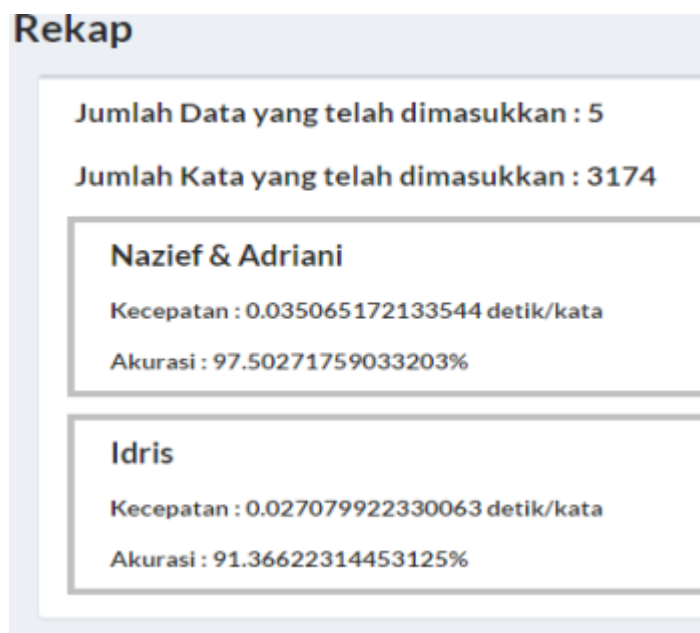 Rekap
Jumlah Data yang telah dimasukkan : 5
Jumlah Kata yang telah dimasukkan : 3174
Nazief & Adriani
Kecepatan : 0.035065172133544 detik/kata
Akurasi : 97.502717590033203%
Idris
Kecepatan : 0.027079922330063 detik/kata
Akurasi : 91.36622314453125%